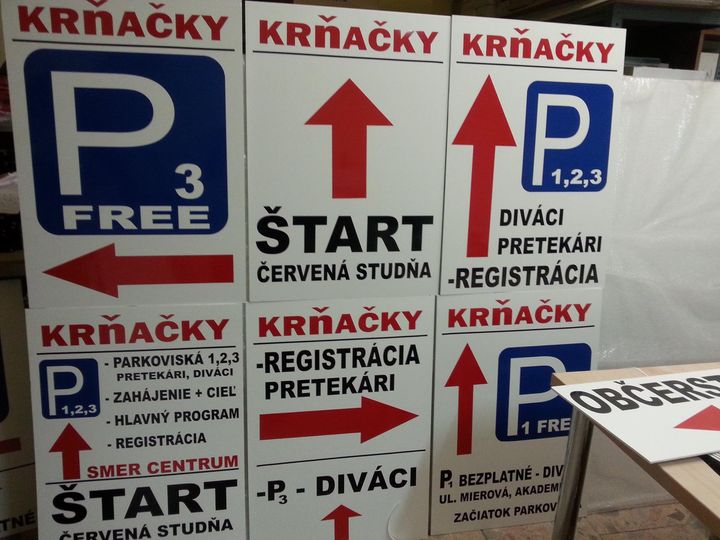 KRŇAČKY
P
3
FREE
KRŇAČKY
ŠTART
ČERVENÁ STUDŇA
KRŇAČKY
P
1,2,3
DIVÁCI
PRETEKÁRI
-REGISTRÁCIA
KRŇAČKY
P
1,2,3
- PARKOVISKÁ 1,2,3
PRETEKÁRI, DIVÁCI
- ZAHÁJENIE + CIEĽ
- HLAVNÝ PROGRAM
- REGISTRÁCIA
SMER CENTRUM
ŠTART
ČERVENÁ STUDŇA
KRŇAČKY
-REGISTRÁCIA
PRETEKÁRI
-P3 - DIVÁCI
KRŇAČKY
P
1 FREE
P1 BEZPLATNÉ - DIV
UL. MIEROVÁ, AKADEM
ZAČIATOK PARKOV
OBČERST